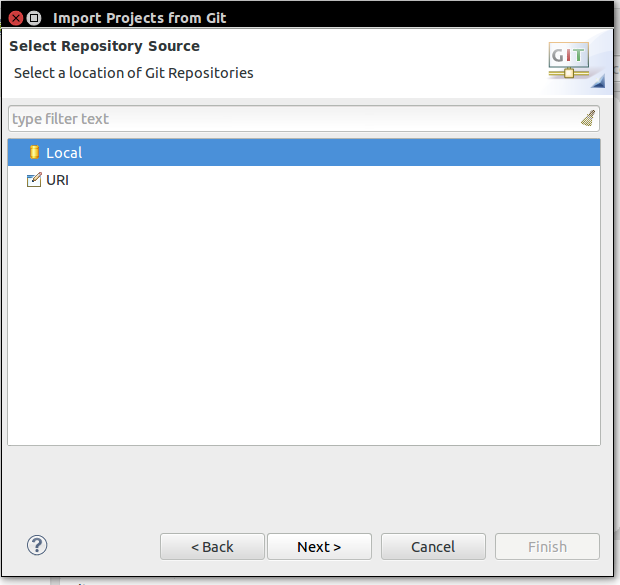 Import Projects from Git
Select Repository Source
Select a location of Git Repositories
GIT
type filter text
Local
URI
?
< Back
Next >
Cancel
Finish